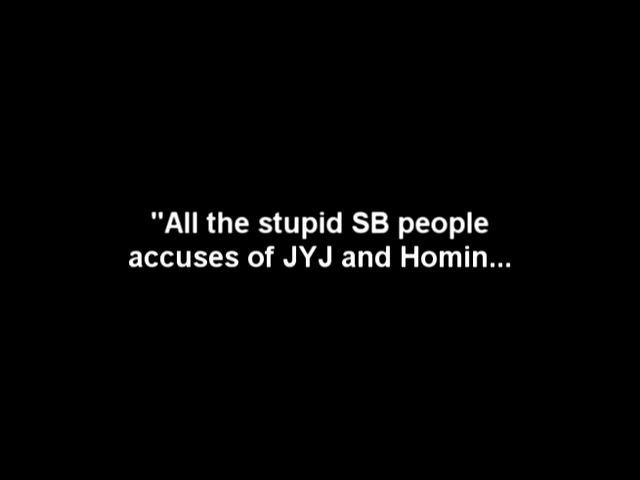 "All the stupid SB people
accuses of JYJ and Homin...